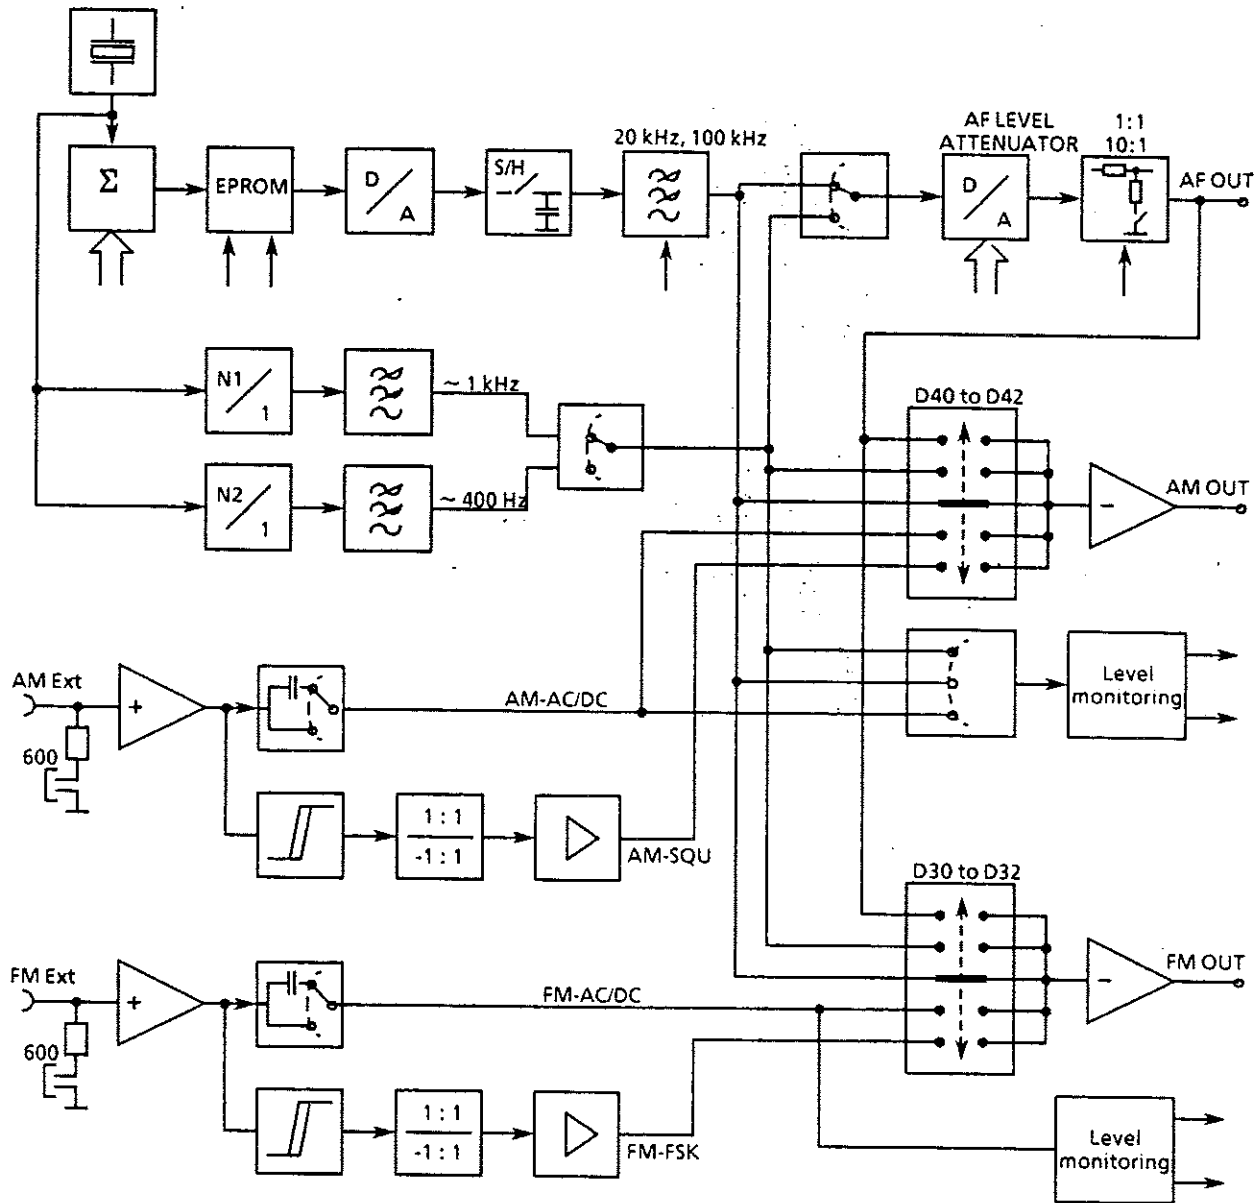 AF LEVEL
ATTENUATOR
1:1
10:1
20 kHz, 100 kHz
S/H
Σ
EPROM
D
A
D
A
AF OUT
N1
1
~ 1 kHz
D40 to D42
N2
1
~ 400 Hz
AM OUT
-
AM Ext
+
600
AM-AC/DC
Level
monitoring
1 : 1
-1 : 1
AM-SQU
D30 to D32
FM Ext
+
600
FM-AC/DC
FM OUT
-
1 : 1
-1 : 1
FM-FSK
Level
monitoring